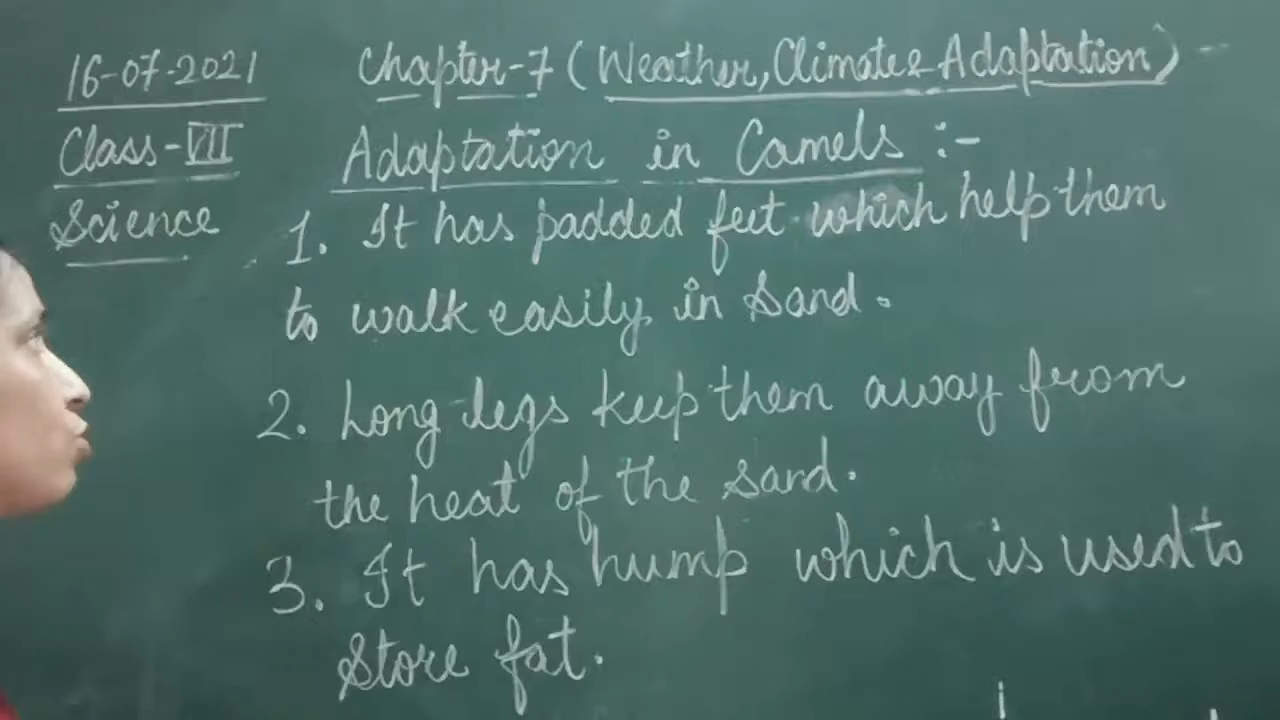 16-07-2021
Chapter-7 (Weather, Climate & Adaptation)
Class-VII
Science
Adaptation in Camels :-
1. It has padded feet which help them
to walk easily in sand.
2. Long legs keep them away from
the heat of the sand.
3. It has hump which is used to
store fat.